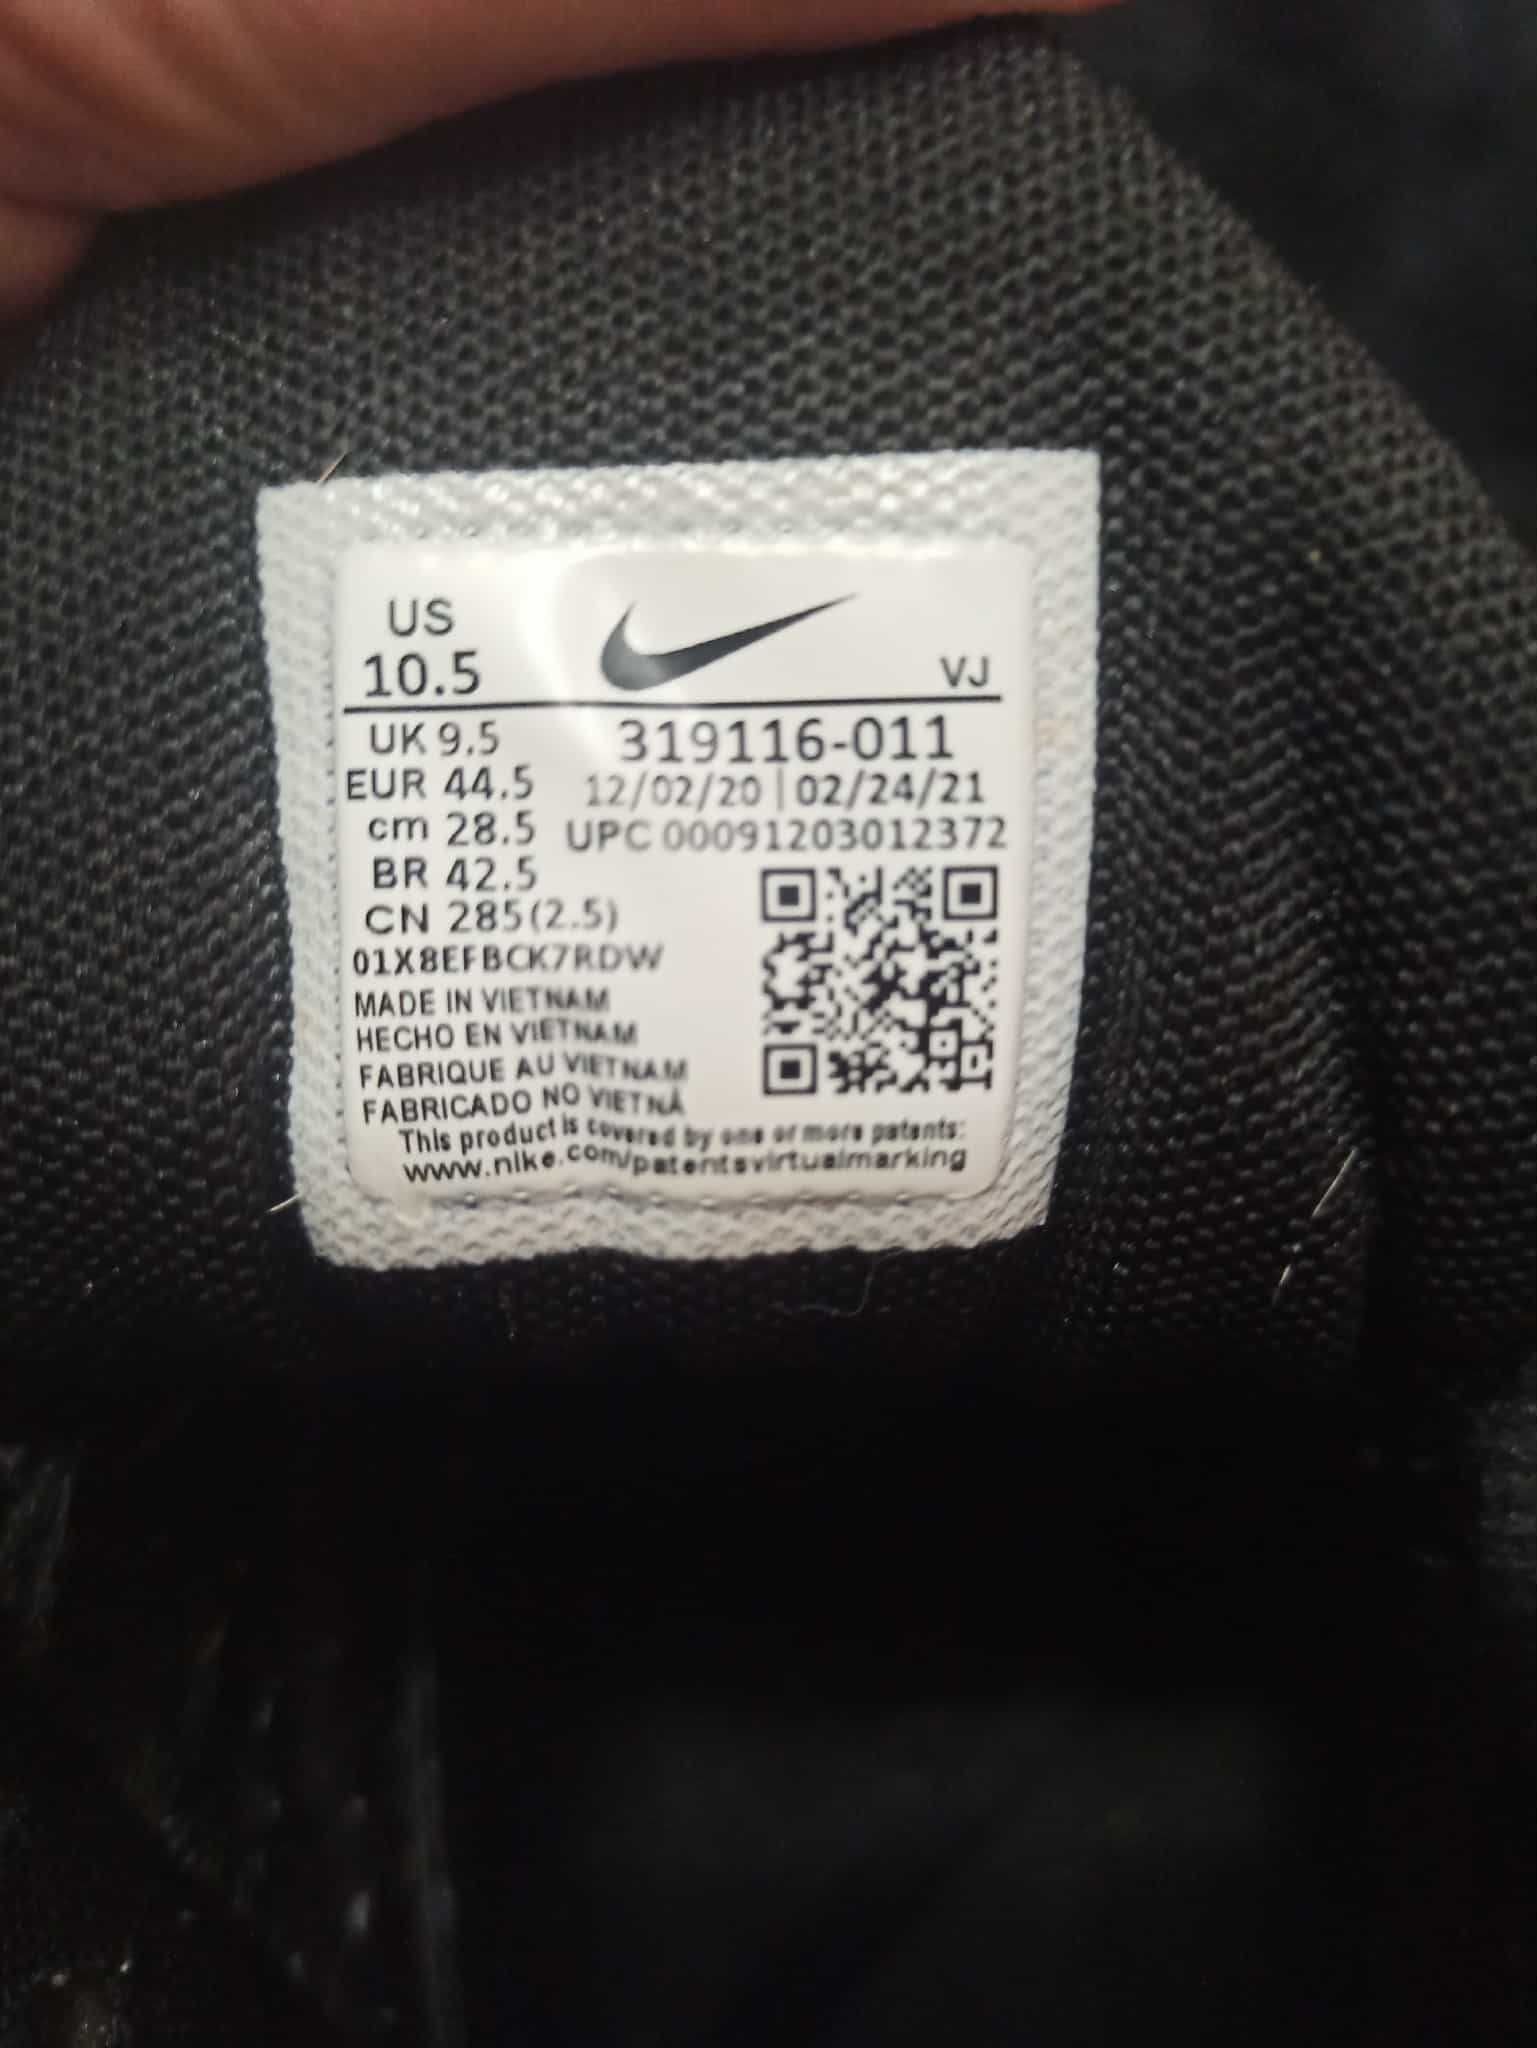 US
10.5
VJ
UK 9.5
319116-011
EUR 44.5
12/02/20 | 02/24/21
cm 28.5
UPC 00091203012372
BR 42.5
CN 285(2.5)
01X8EFBCK7RDW
MADE IN VIETNAM
HECHO EN VIETNAM
FABRIQUE AU VIETNAM
FABRICADO NO VIETNÃ
This product is covered by one or more patents:
www.nike.com/patentsvirtualmarking